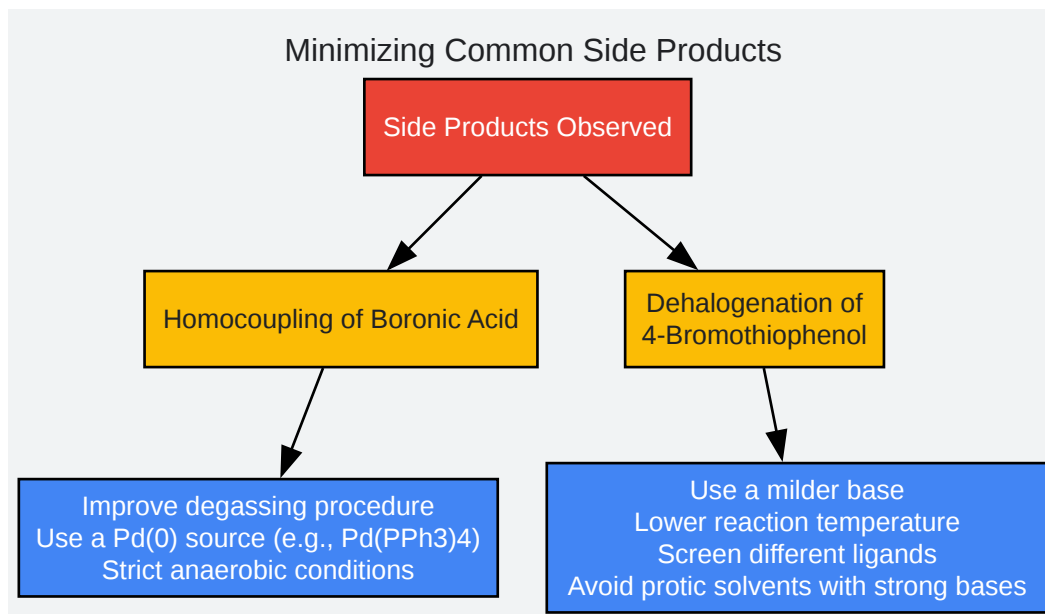 Minimizing Common Side Products
Side Products Observed
Homocoupling of Boronic Acid
Dehalogenation of
4-Bromothiophenol
Improve degassing procedure
Use a Pd(0) source (e.g., Pd(PPh3)4)
Strict anaerobic conditions
Use a milder base
Lower reaction temperature
Screen different ligands
Avoid protic solvents with strong bases